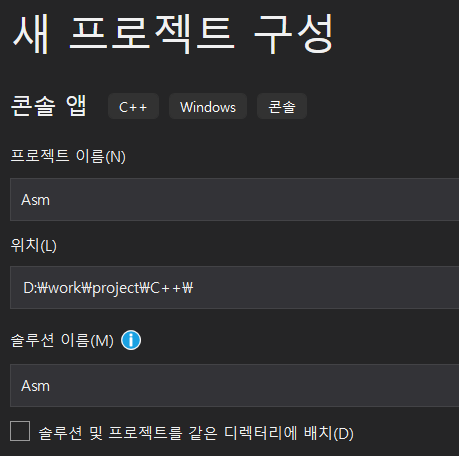 새 프로젝트 구성
콘솔 앱 C++ Windows 콘솔
프로젝트 이름(N)
Asm
위치(L)
D:₩work₩project₩C++₩
솔루션 이름(M)
Asm
솔루션 및 프로젝트를 같은 디렉터리에 배치(D)